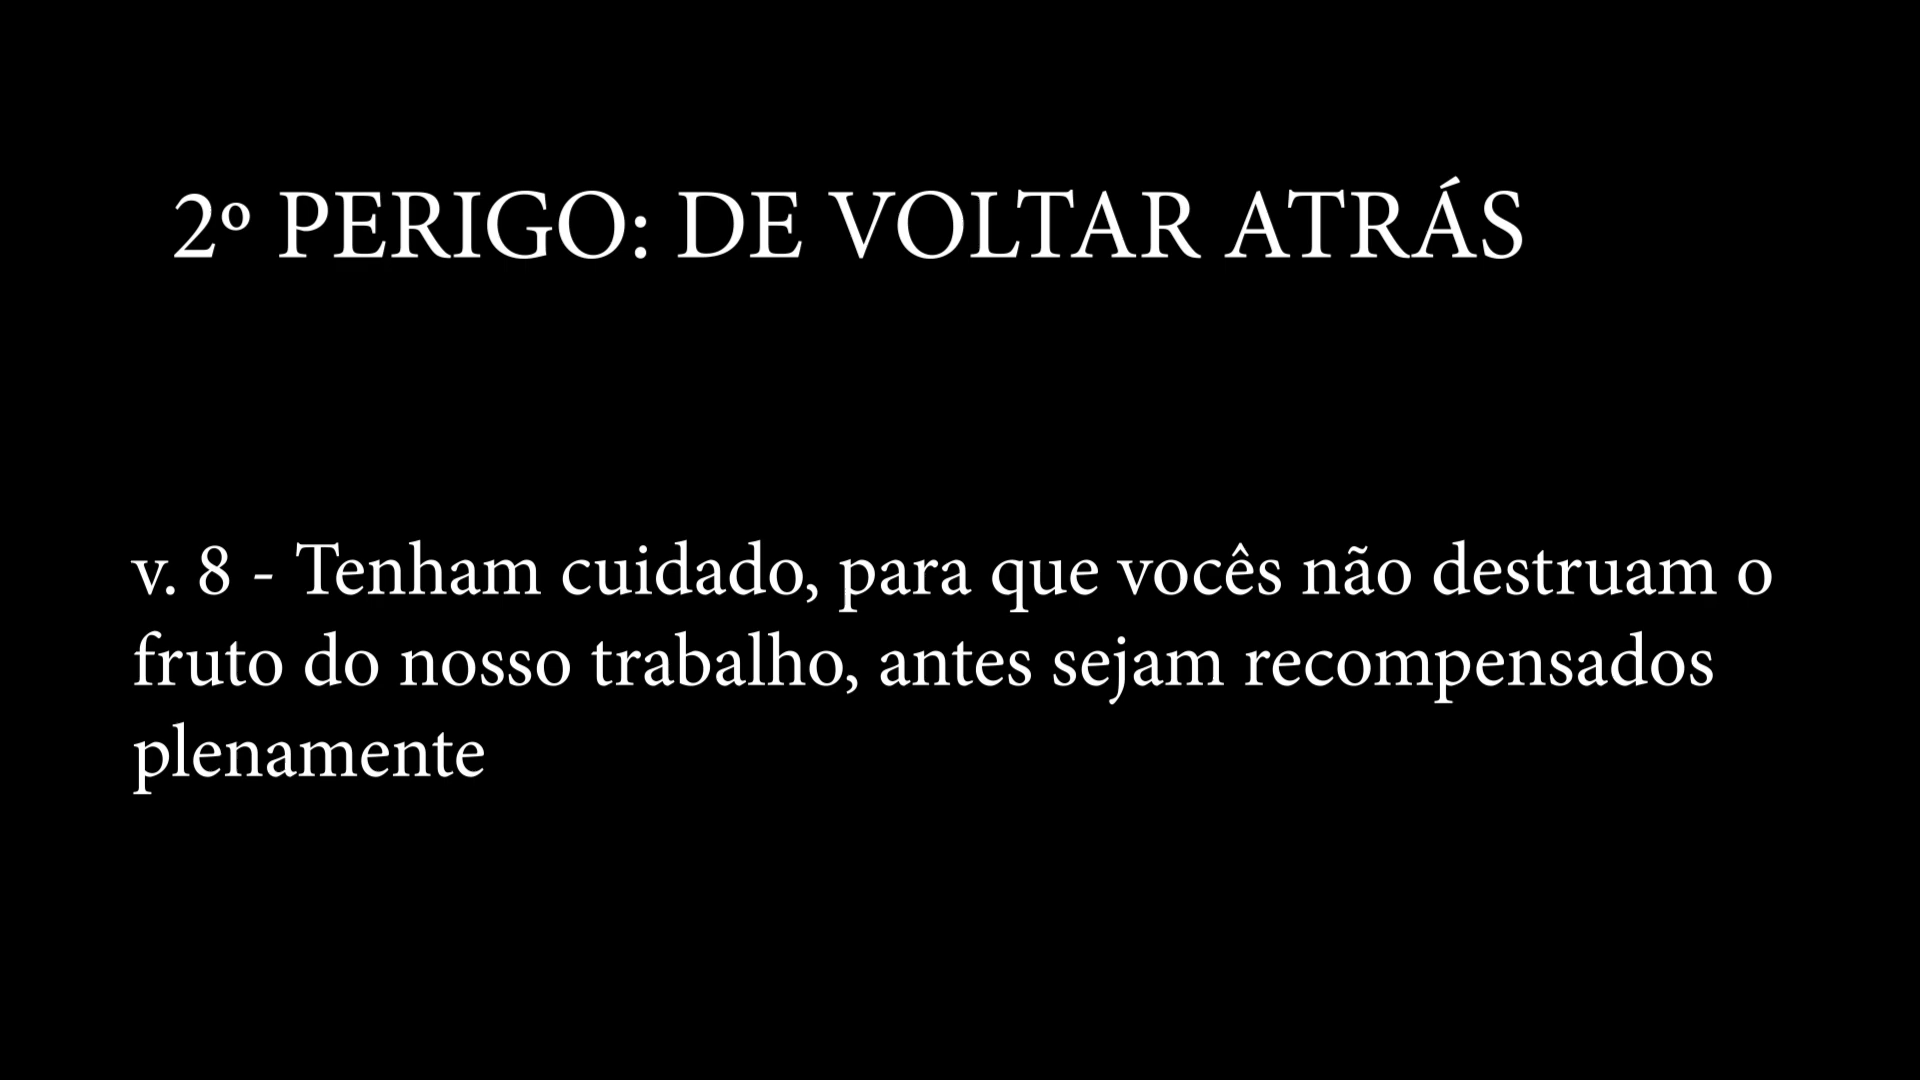 2º PERIGO: DE VOLTAR ATRÁS
v. 8 - Tenham cuidado, para que vocês não destruam o
fruto do nosso trabalho, antes sejam recompensados
plenamente